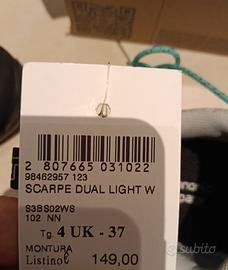 2 807665 031022
98462957 123
SCARPE DUAL LIGHT W
S3BS02WS
102 NN
Tg. 4 UK - 37
MONTURA
Listino€ 149,00
subito